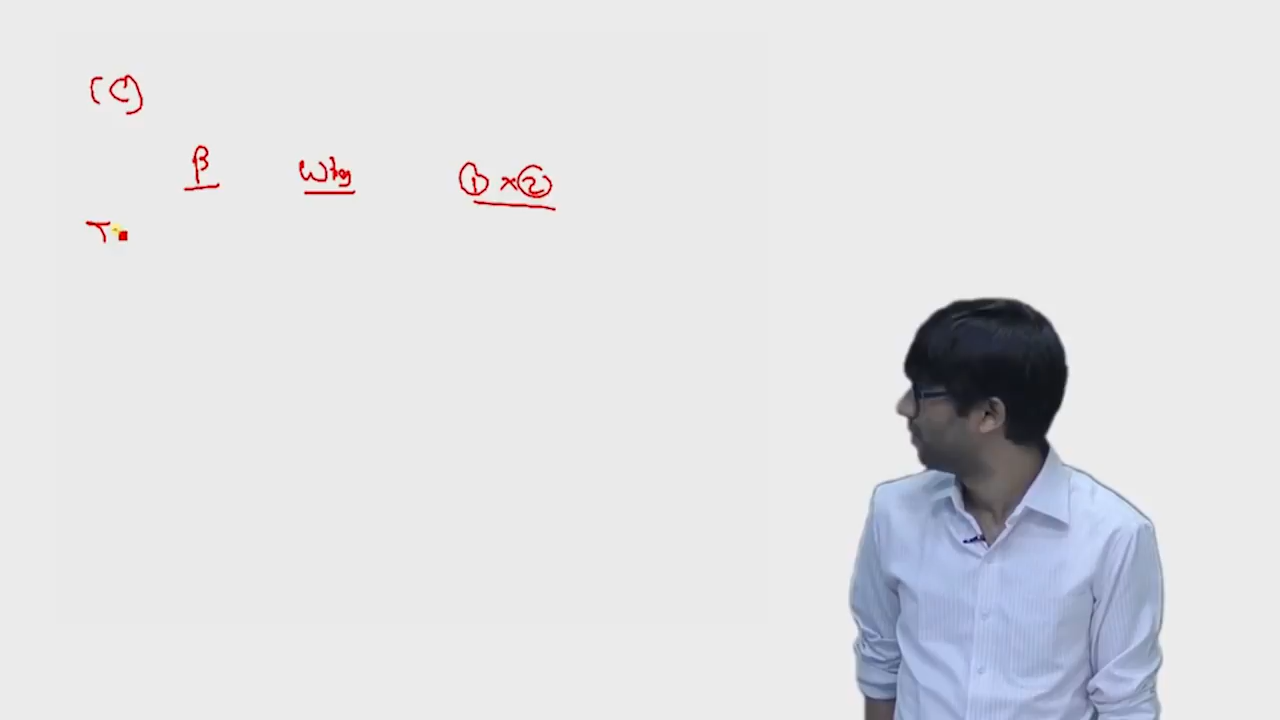 (C)
β Wtg ① × ②
T